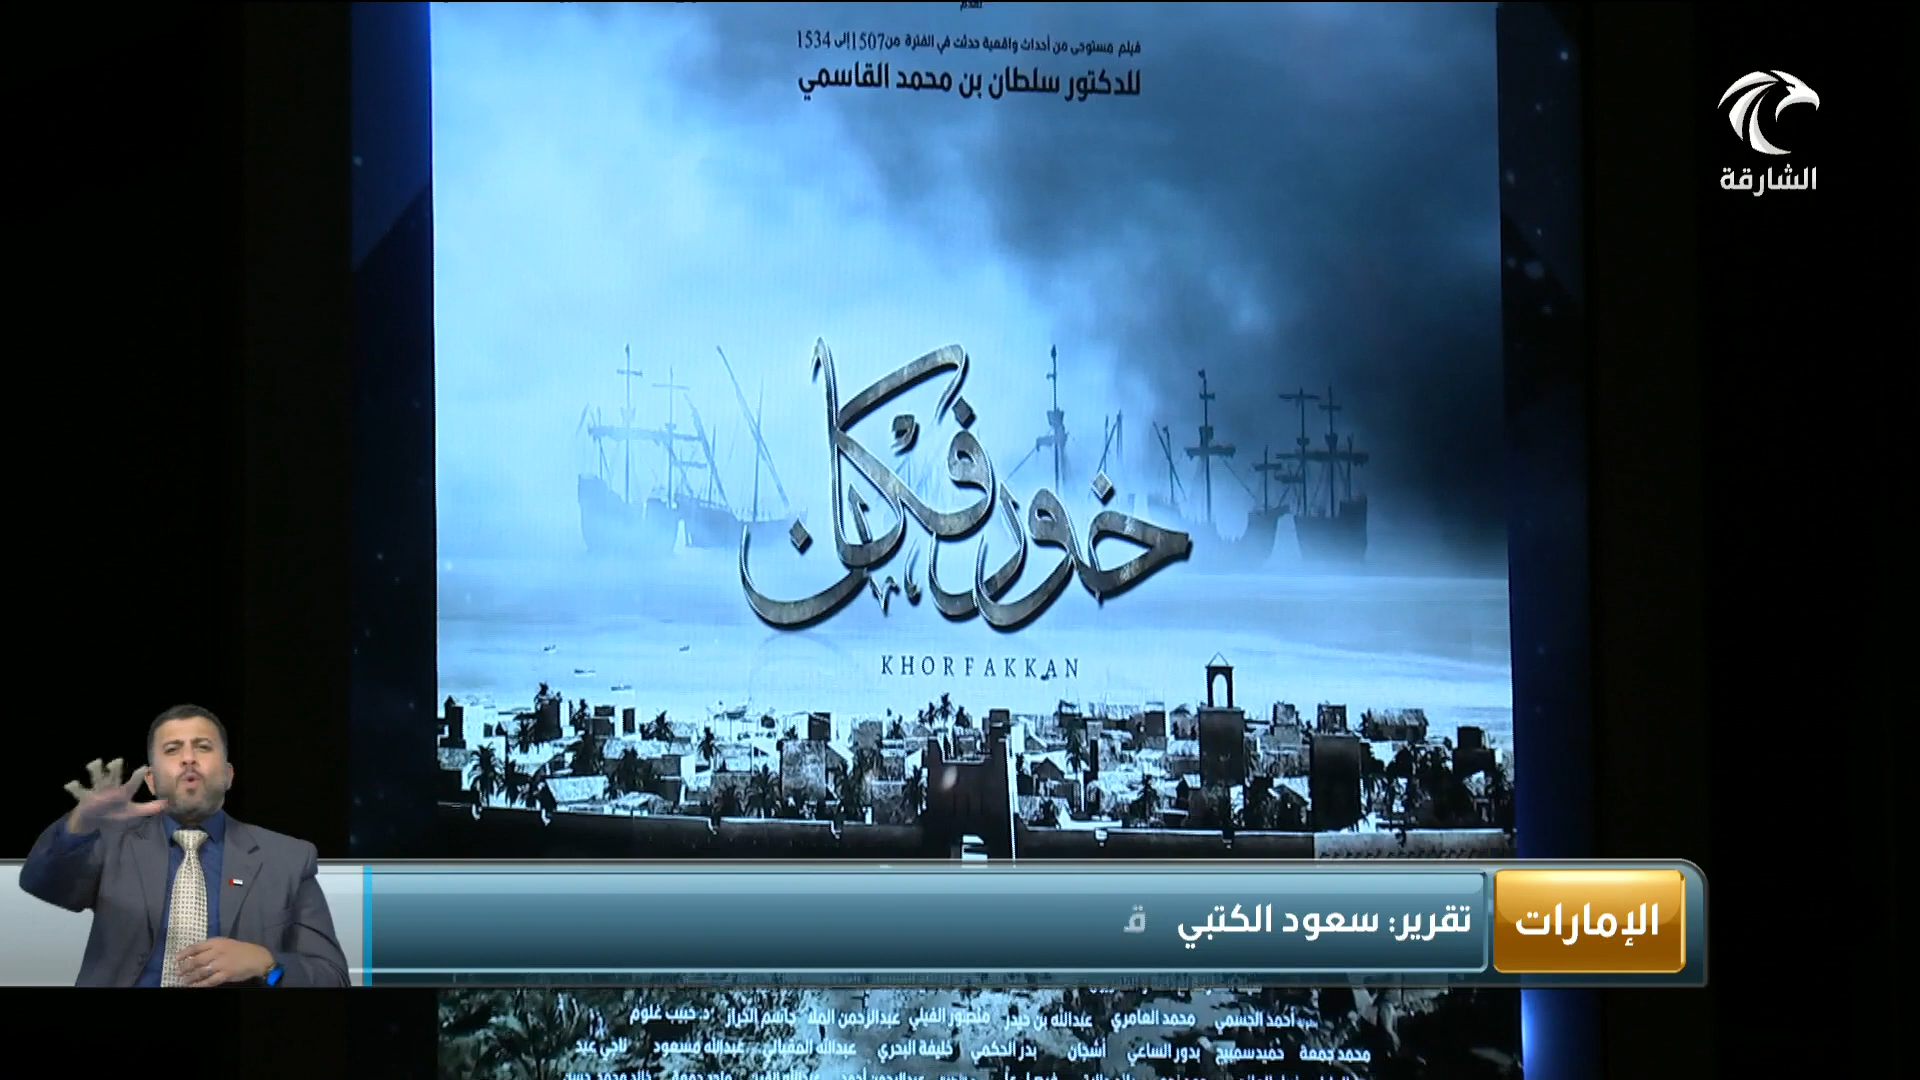 نقدم
فيلم مستوحى من أحداث واقعية حدثت في الفترة من 1507 إلى 1534
للدكتور سلطان بن محمد القاسمي
الشارقة
خورفكان
KHORFAKKAN
الإمارات
تقرير: سعود الكتبي
أحمد الجسمي محمد العامري عبدالله بن حيدر منصور الفيلي عبدالرحمن الملا جاسم الخراز د. حبيب غلوم
محمد جمعة حميد سمبيج بدور الساعي أشجان بدر الحكمي خليفة البحري عبدالله المقبالي عبدالله مسعود ناجي عبد